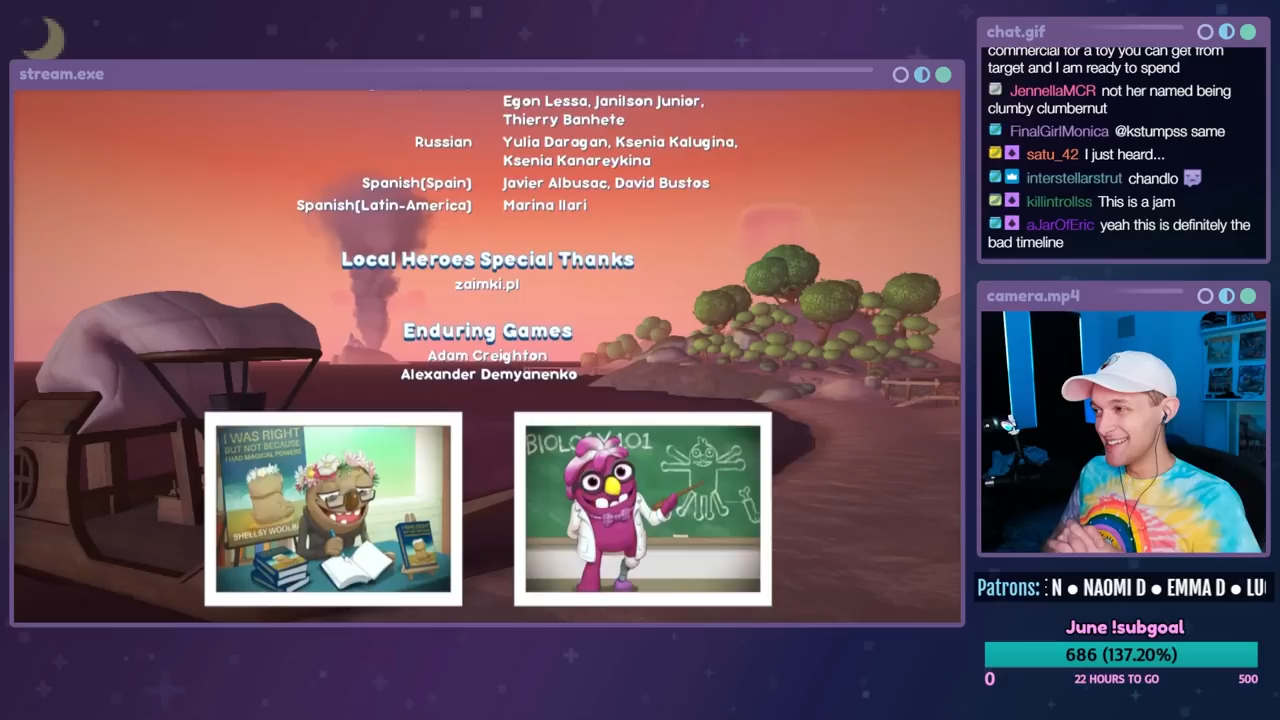 stream.exe
Egon Lessa, Janilson Junior,
Thierry Banhete
Russian Yulia Daragan, Ksenia Kalugina,
Ksenia Kanareykina
Spanish(Spain) Javier Albusac, David Bustos
Spanish(Latin-America) Marina Ilari
Local Heroes Special Thanks
zaimki.pl
Enduring Games
Adam Creighton
Alexander Demyanenko
I WAS RIGHT
BUT NOT BECAUSE
I HAD MAGICAL POWERS
SHELLSY WOOLIN
BIOLOGY 101
chat.gif
commercial for a toy you can get from
target and I am ready to spend
JennellaMCR not her named being
clumby clumbernut
FinalGirlMonica @kstumpss same
satu_42 I just heard...
interstellarstrut chandlo
killintrollss This is a jam
aJarOfEric yeah this is definitely the
bad timeline
camera.mp4
Patrons: N ● NAOMI D ● EMMA D ●
June !subgoal
686 (137.20%)
0 22 HOURS TO GO 500